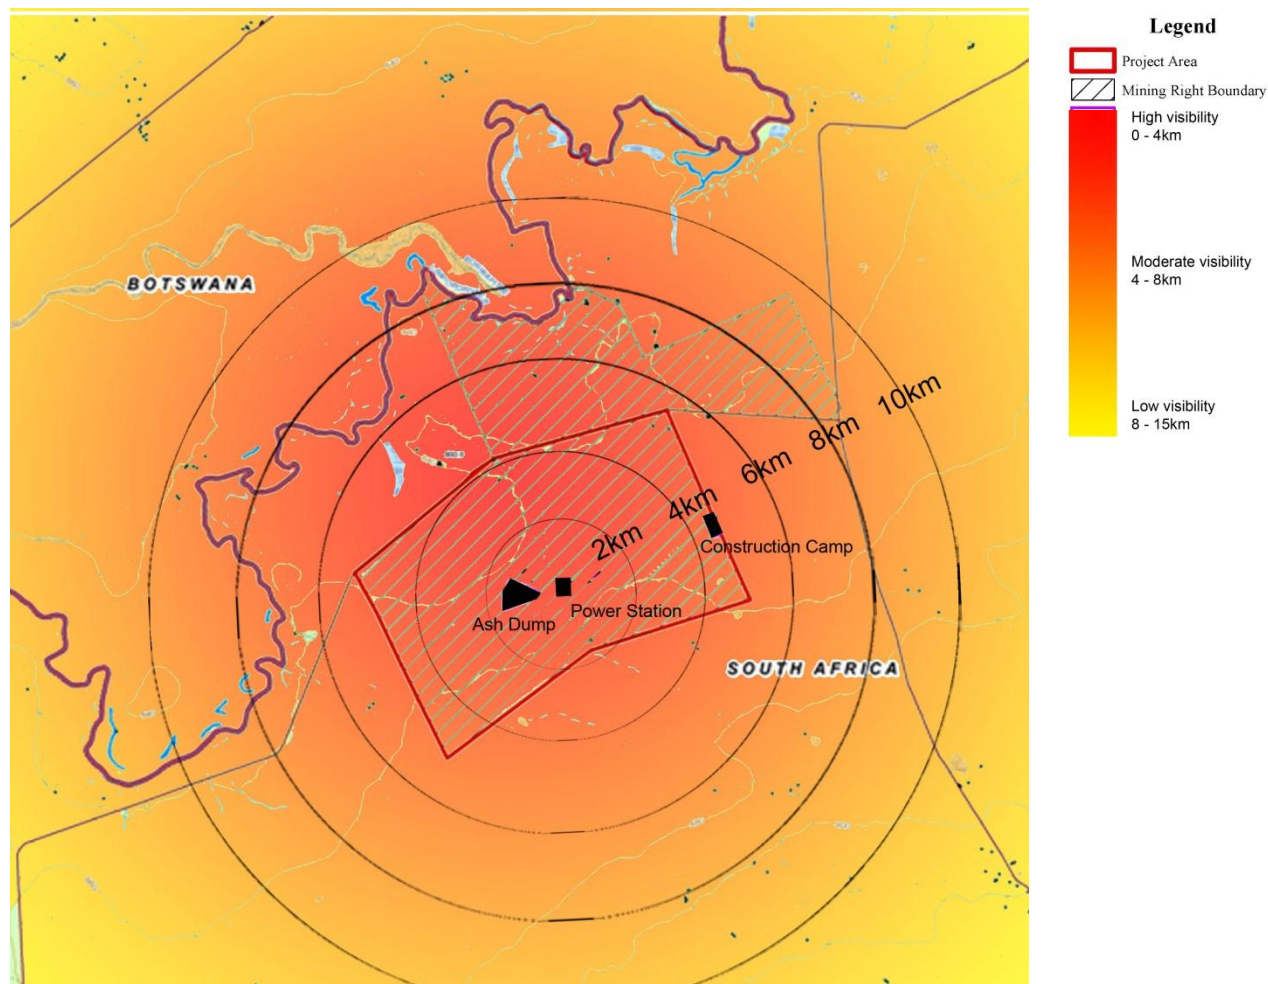 Legend
Project Area
Mining Right Boundary
High visibility
0 - 4km
Moderate visibility
4 - 8km
Low visibility
8 - 15km
BOTSWANA
10km
8km
6km
4km
2km
Construction Camp
Power Station
Ash Dump
SOUTH AFRICA